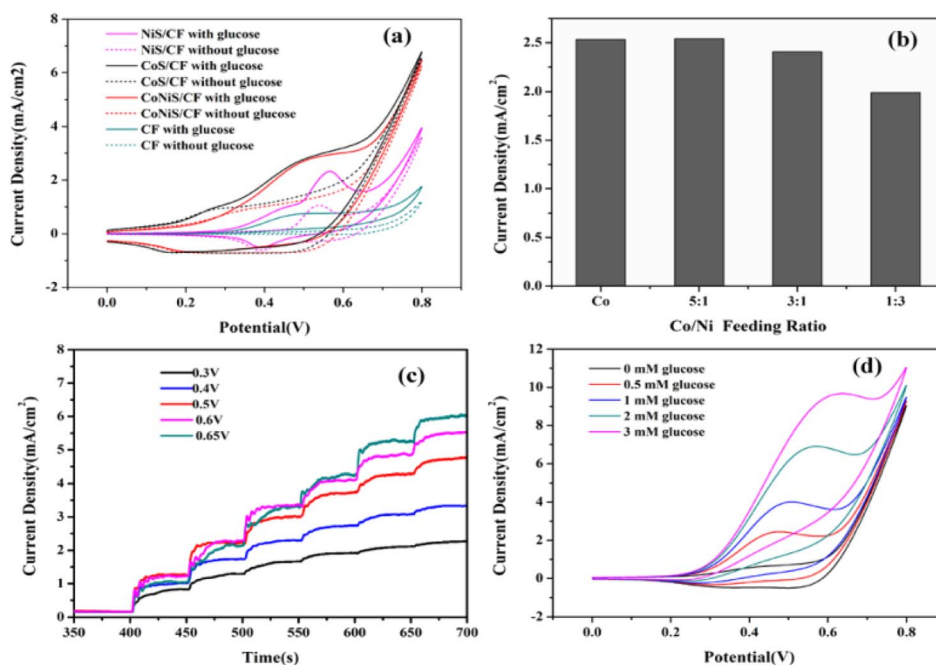 (a)
NiS/CF with glucose
NiS/CF without glucose
CoS/CF with glucose
CoS/CF without glucose
CoNiS/CF with glucose
CoNiS/CF without glucose
CF with glucose
CF without glucose
8
6
4
2
0
-2
Current Density(mA/cm2)
0.0 0.2 0.4 0.6 0.8
Potential(V)
(b)
2.5
2.0
1.5
1.0
0.5
0.0
Current Density(mA/cm²)
Co 5:1 3:1 1:3
Co/Ni Feeding Ratio
(c)
0.3V
0.4V
0.5V
0.6V
0.65V
8
7
6
5
4
3
2
1
0
Current Density(mA/cm²)
350 400 450 500 550 600 650 700
Time(s)
(d)
0 mM glucose
0.5 mM glucose
1 mM glucose
2 mM glucose
3 mM glucose
12
10
8
6
4
2
0
-2
Current Density(mA/cm²)
0.0 0.2 0.4 0.6 0.8
Potential(V)